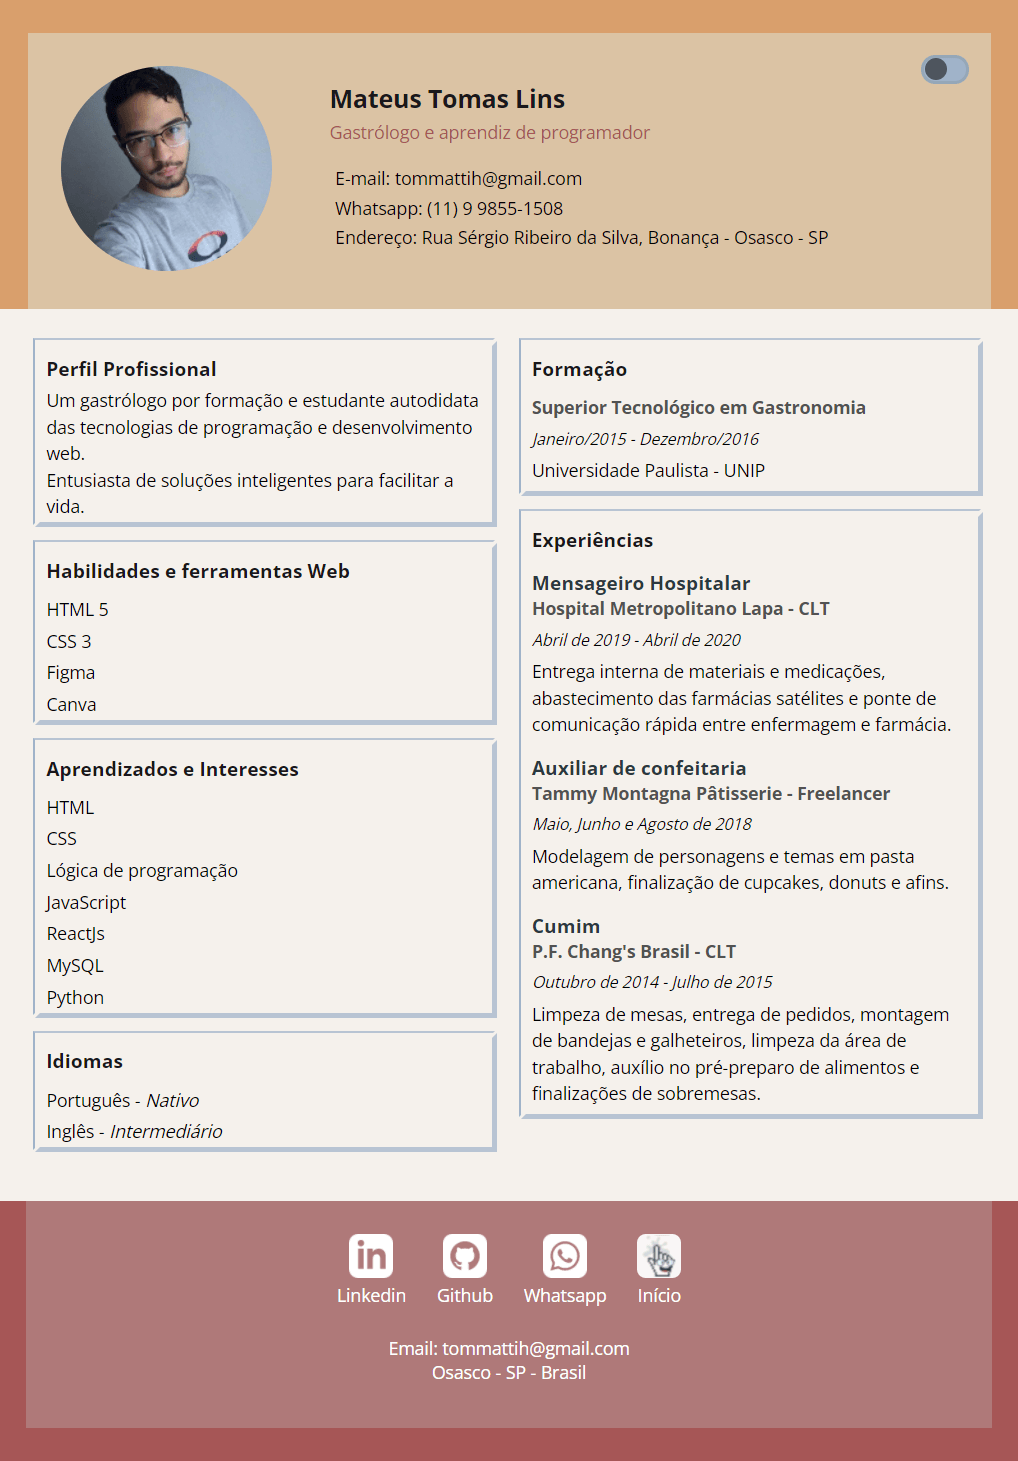 Mateus Tomas Lins
Gastrólogo e aprendiz de programador
E-mail: tommattih@gmail.com
Whatsapp: (11) 9 9855-1508
Endereço: Rua Sérgio Ribeiro da Silva, Bonança - Osasco - SP
Perfil Profissional
Um gastrólogo por formação e estudante autodidata
das tecnologias de programação e desenvolvimento
web.
Entusiasta de soluções inteligentes para facilitar a
vida.
Habilidades e ferramentas Web
HTML 5
CSS 3
Figma
Canva
Aprendizados e Interesses
HTML
CSS
Lógica de programação
JavaScript
ReactJs
MySQL
Python
Idiomas
Português - Nativo
Inglês - Intermediário
Formação
Superior Tecnológico em Gastronomia
Janeiro/2015 - Dezembro/2016
Universidade Paulista - UNIP
Experiências
Mensageiro Hospitalar
Hospital Metropolitano Lapa - CLT
Abril de 2019 - Abril de 2020
Entrega interna de materiais e medicações,
abastecimento das farmácias satélites e ponte de
comunicação rápida entre enfermagem e farmácia.
Auxiliar de confeitaria
Tammy Montagna Pâtisserie - Freelancer
Maio, Junho e Agosto de 2018
Modelagem de personagens e temas em pasta
americana, finalização de cupcakes, donuts e afins.
Cumim
P.F. Chang's Brasil - CLT
Outubro de 2014 - Julho de 2015
Limpeza de mesas, entrega de pedidos, montagem
de bandejas e galheteiros, limpeza da área de
trabalho, auxílio no pré-preparo de alimentos e
finalizações de sobremesas.
in
Linkedin Github Whatsapp Início
Email: tommattih@gmail.com
Osasco - SP - Brasil